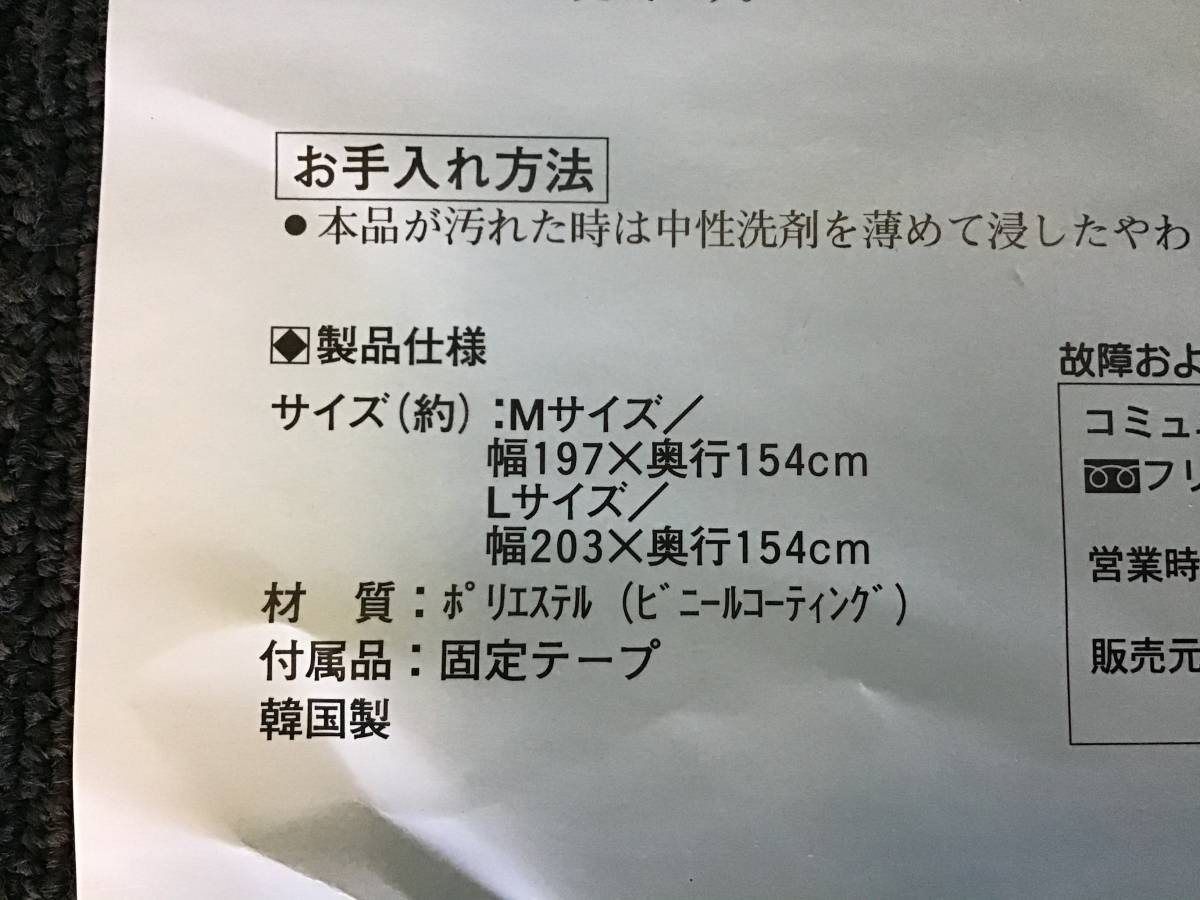 お手入れ方法
●本品が汚れた時は中性洗剤を薄めて浸したやわ
◆製品仕様
サイズ(約):Mサイズ/
幅197×奥行154cm
Lサイズ/
幅203×奥行154cm
材 質:ポリエステル (ビニールコーティング)
付属品:固定テープ
韓国製
故障およ
コミュ
フリ
営業時
販売元